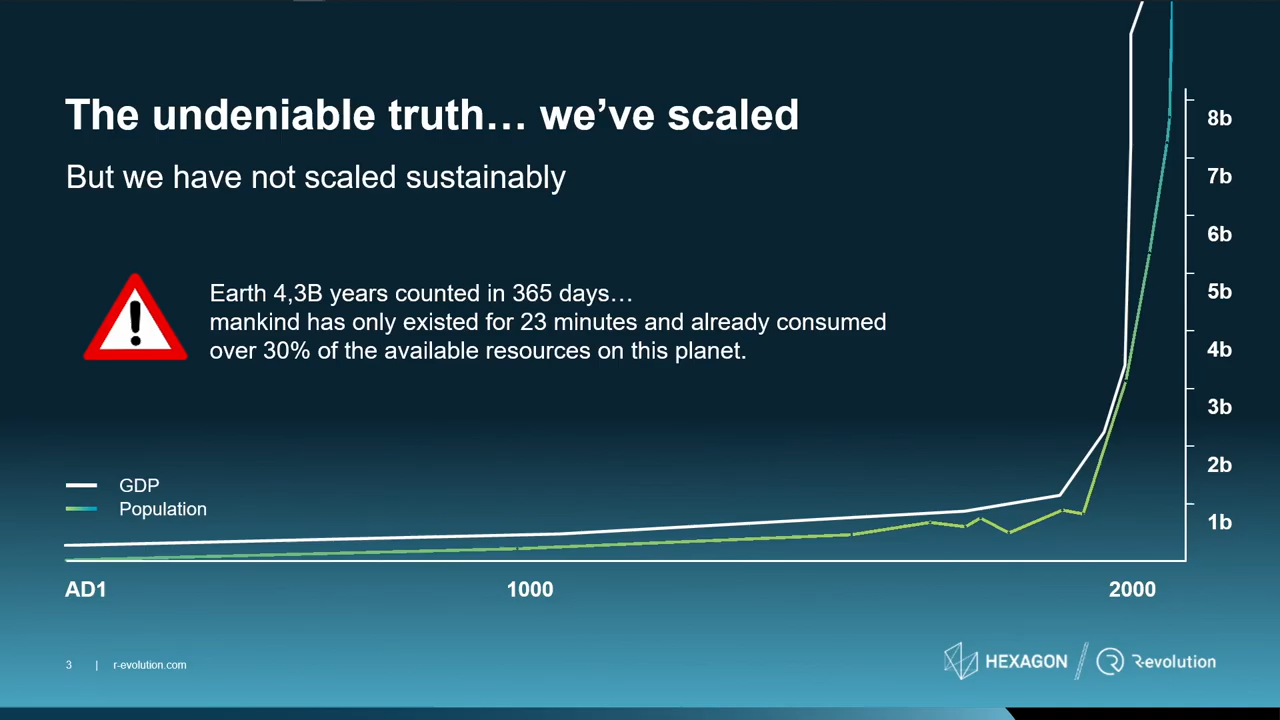 The undeniable truth… we’ve scaled
But we have not scaled sustainably
Earth 4,3B years counted in 365 days…
mankind has only existed for 23 minutes and already consumed
over 30% of the available resources on this planet.
GDP
Population
8b
7b
6b
5b
4b
3b
2b
1b
AD1 1000 2000
3 | r-evolution.com
HEXAGON R-evolution